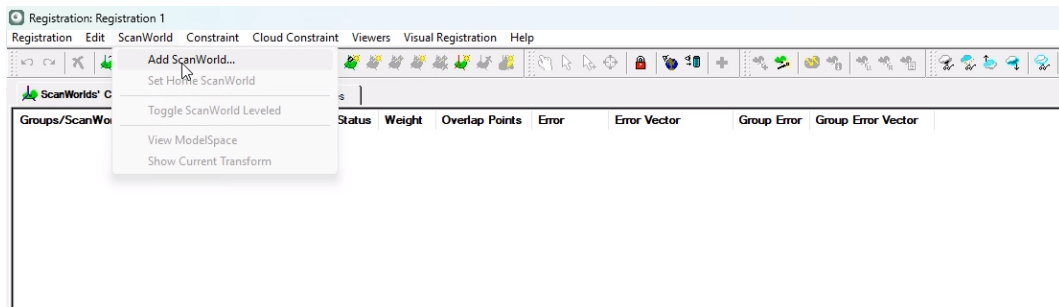 Registration: Registration 1
Registration Edit ScanWorld Constraint Cloud Constraint Viewers Visual Registration Help
Add ScanWorld...
Set Home ScanWorld
Toggle ScanWorld Leveled
View ModelSpace
Show Current Transform
ScanWorlds' C
s
Groups/ScanWo Status Weight Overlap Points Error Error Vector Group Error Group Error Vector